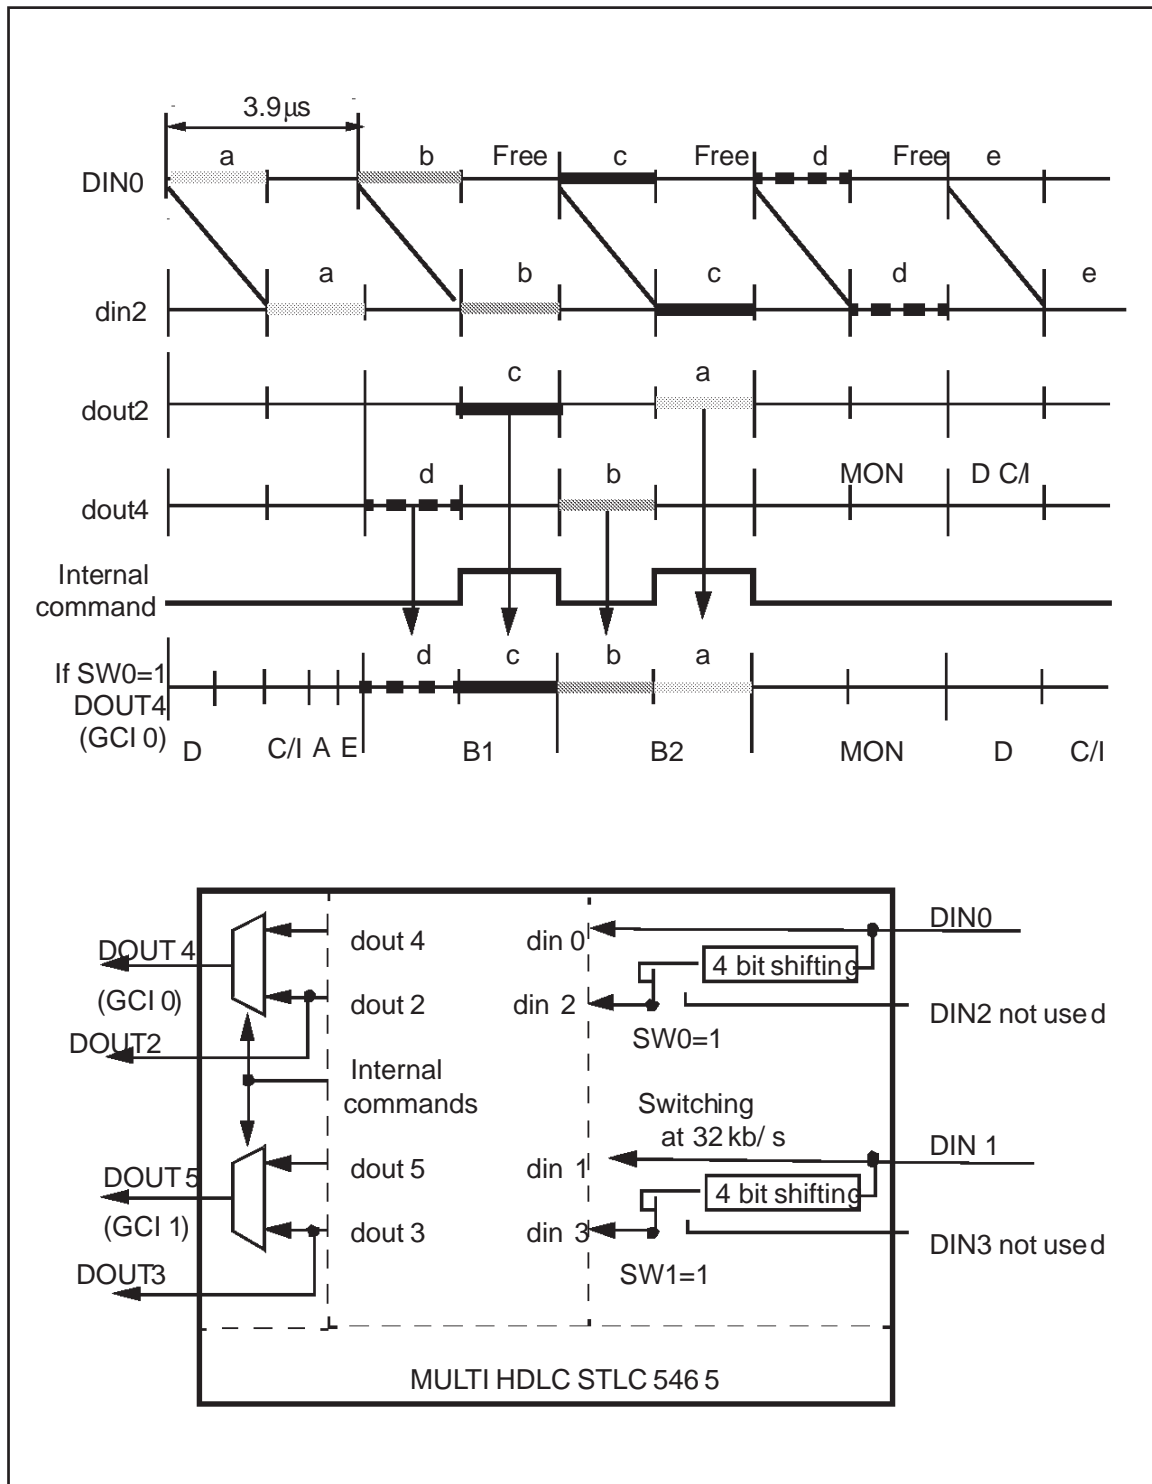 3.9µs
a b Free c Free d Free e
DIN0
a b c d e
din2
c a
dout2
d b MON D C/I
dout4
Internal
command
d c b a
If SW0=1
DOUT4
(GCI 0)
D C/I A E B1 B2 MON D C/I
DIN0
dout 4 din 0
DOUT 4
4 bit shifting
(GCI 0)
dout 2 din 2
DIN2 not used
SW0=1
DOUT2
Internal
commands
Switching
at 32 kb/s
DIN 1
dout 5 din 1
DOUT 5
4 bit shifting
(GCI 1)
dout 3 din 3
DIN3 not used
SW1=1
DOUT3
MULTI HDLC STLC 5465